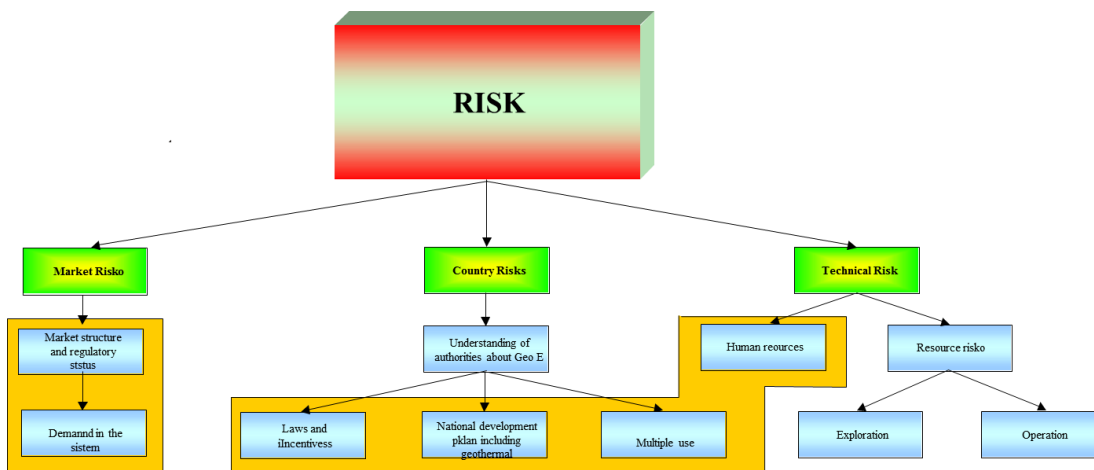 RISK
Market Risko
Country Risks
Technical Risk
Market structure
and regulatory
ststus
Understanding of
authorities about Geo E
Human reources
Resource risko
Demannd in the
sistem
Laws and
iIncentivess
National development
pklan including
geothermal
Multiple use
Exploration
Operation